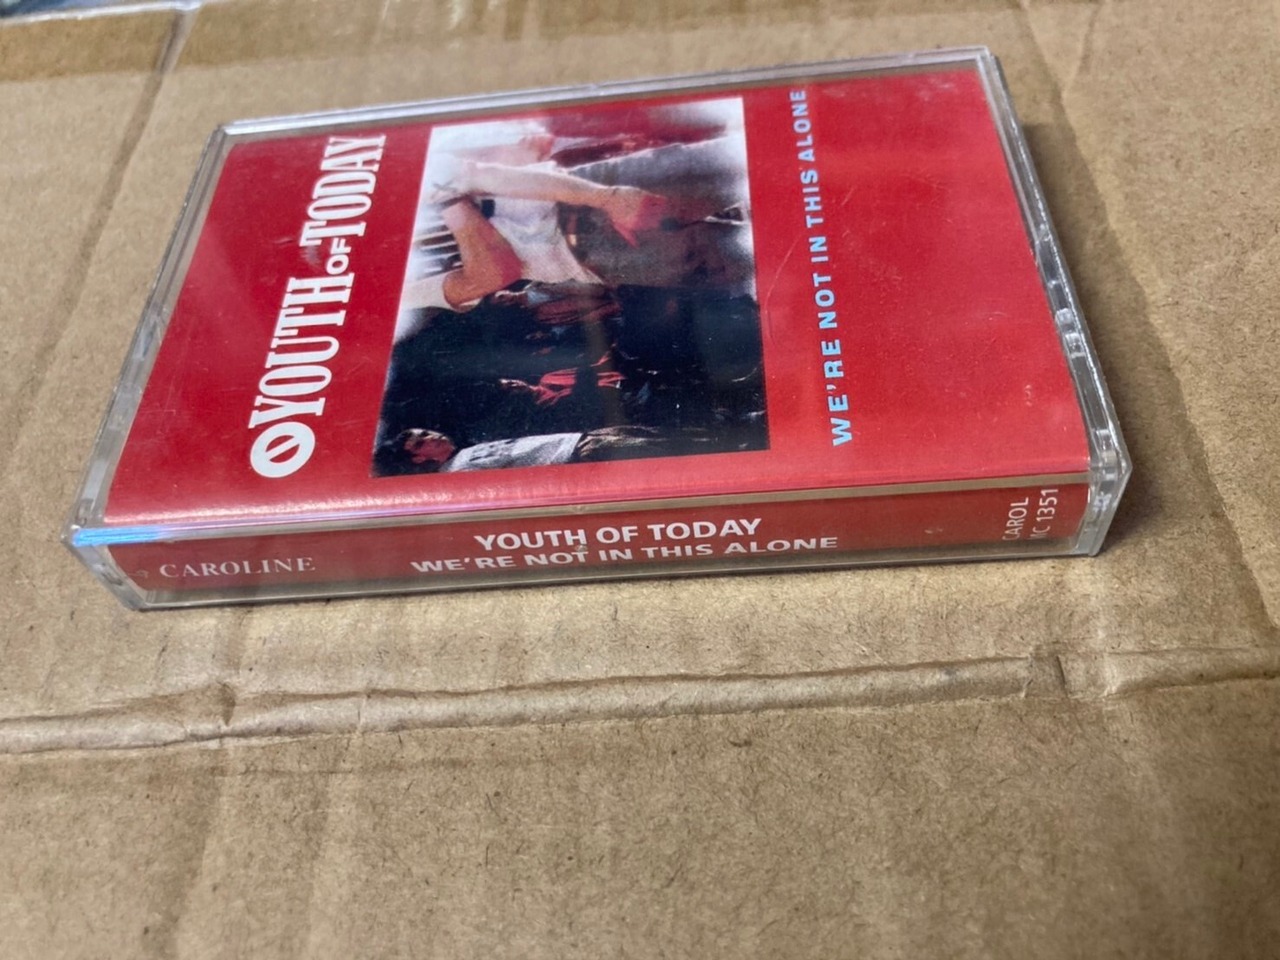 YOUTH OF TODAY
WE'RE NOT IN THIS ALONE
CAROLINE
YOUTH OF TODAY
WE'RE NOT IN THIS ALONE
CAROL
MC 1351